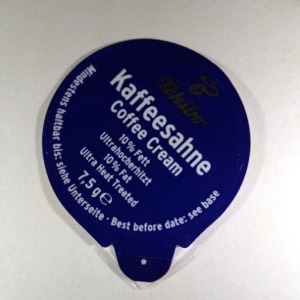 Tchibo
Kaffeesahne
Coffee Cream
10% Fett
Ultrahocherhitzt
10% Fat
Ultra Heat Treated
7,5 g ℮
Mindestens haltbar bis: siehe Unterseite · Best before date: see base